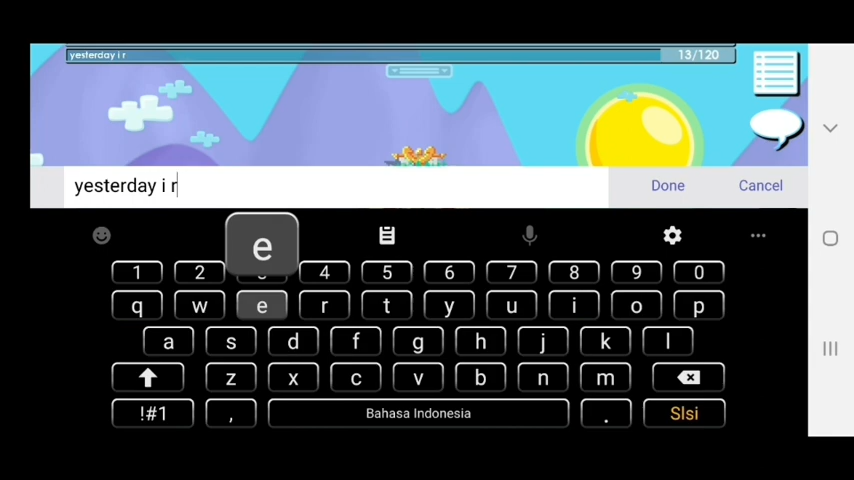 yesterday i r
13/120
yesterday i r
Done
Cancel
e
1 2 3 4 5 6 7 8 9 0
q w e r t y u i o p
a s d f g h j k l
z x c v b n m
!#1 , Bahasa Indonesia . Slsi